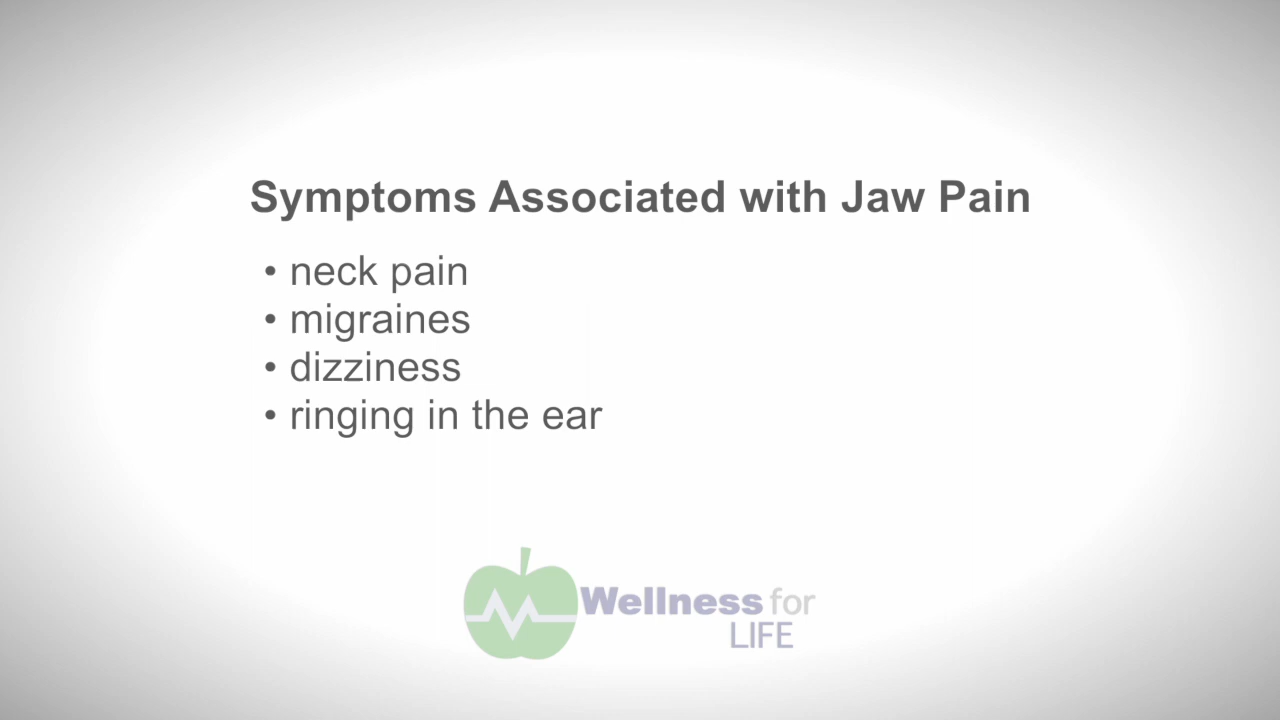 Symptoms Associated with Jaw Pain
• neck pain
• migraines
• dizziness
• ringing in the ear
Wellness for
LIFE